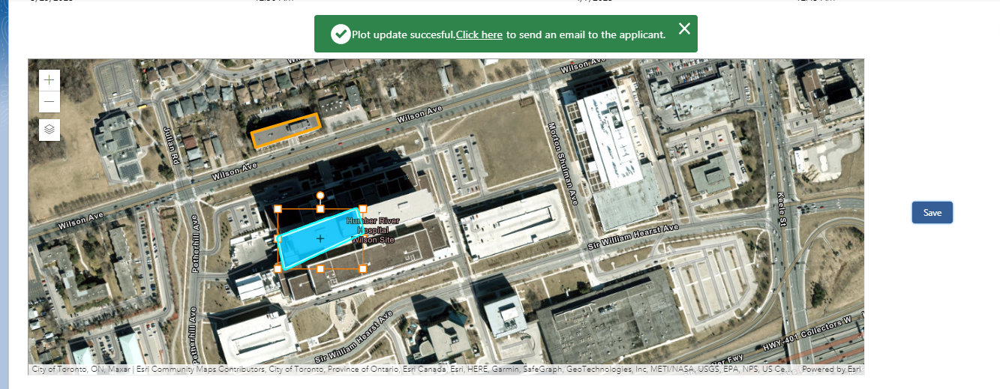 Plot update succesful.Click here to send an email to the applicant.
Wilson Ave
Wilson Ave
Julian Rd
Wilson Ave
Morton Shulman Ave
Wilson Ave
Keele St
Petherhill Ave
Humber River
Hospital
Wilson Site
Save
Sir William Hearst Ave
Petherhill Ave
Sir William Hearst Ave
HWY-401 Collectors W
City of Toronto, ON, Maxar | Esri Community Maps Contributors, City of Toronto, Province of Ontario, Esri Canada, Esri, HERE, Garmin, SafeGraph, GeoTechnologies, Inc, METI/NASA, USGS, EPA, NPS, US Ce... Powered by Esri